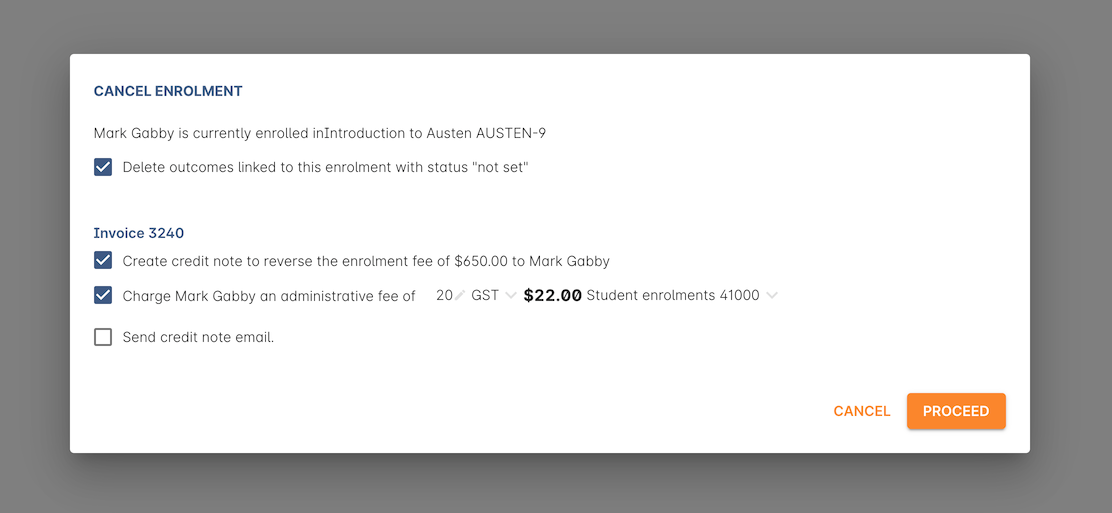 CANCEL ENROLMENT
Mark Gabby is currently enrolled inIntroduction to Austen AUSTEN-9
Delete outcomes linked to this enrolment with status "not set"
Invoice 3240
Create credit note to reverse the enrolment fee of $650.00 to Mark Gabby
Charge Mark Gabby an administrative fee of 20 GST $22.00 Student enrolments 41000
Send credit note email.
CANCEL PROCEED